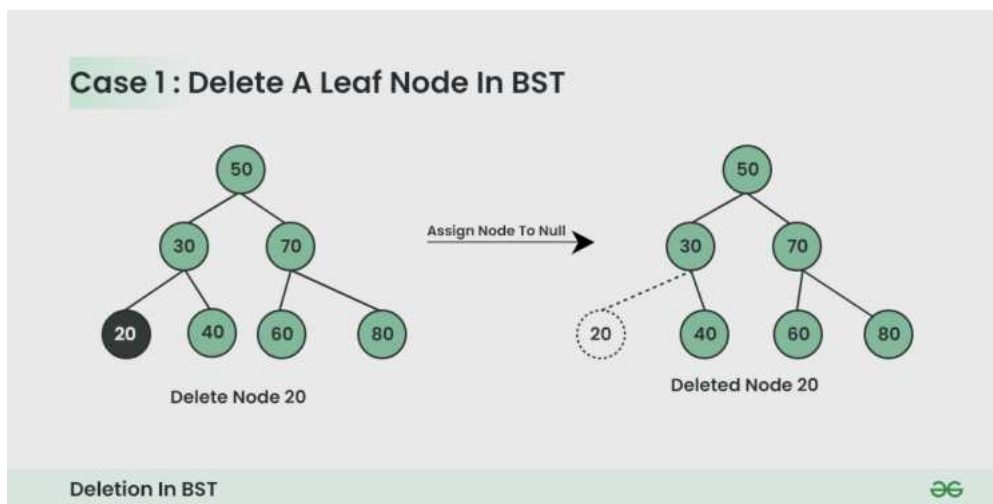 Case 1 : Delete A Leaf Node In BST
50
30
70
20
40
60
80
Delete Node 20
Assign Node To Null
50
30
70
20
40
60
80
Deleted Node 20
Deletion In BST